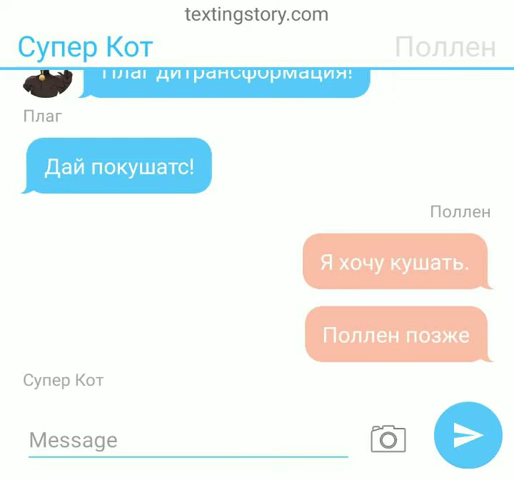 textingstory.com
Супер Кот
Поллен
Плаг дитрансформация!
Плаг
Дай покушатс!
Поллен
Я хочу кушать.
Поллен позже
Супер Кот
Message